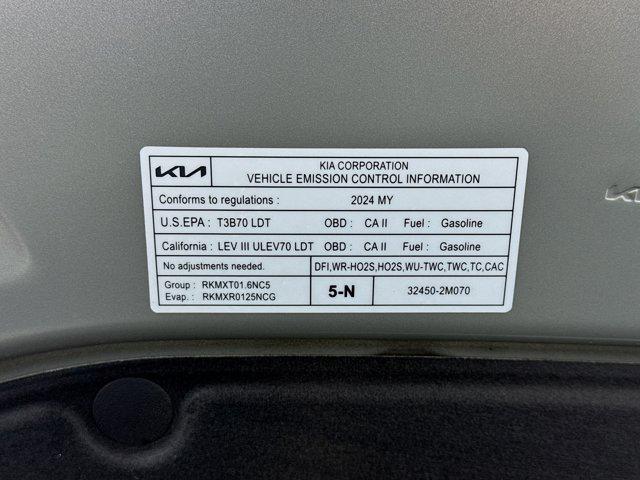 KIA
KIA CORPORATION
VEHICLE EMISSION CONTROL INFORMATION
Conforms to regulations : 2024 MY
U.S.EPA : T3B70 LDT OBD : CA II Fuel : Gasoline
California : LEV III ULEV70 LDT OBD : CA II Fuel : Gasoline
No adjustments needed. DFI,WR-HO2S,HO2S,WU-TWC,TWC,TC,CAC
Group : RKMXT01.6NC5
Evap. : RKMXR0125NCG
5-N
32450-2M070